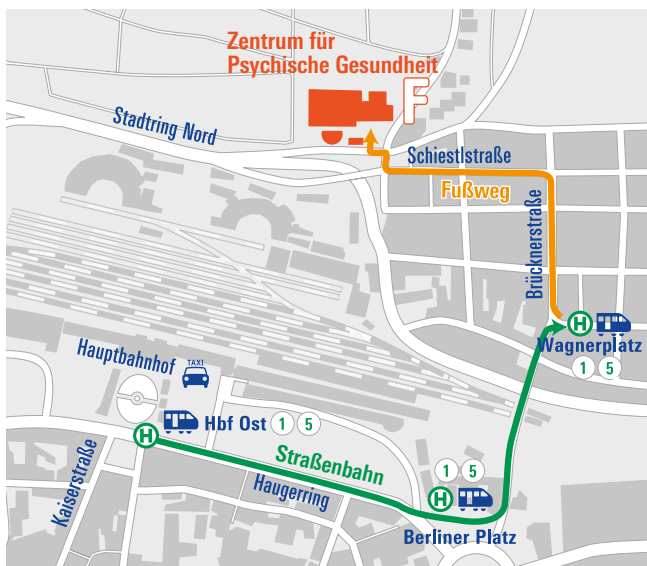 Zentrum für
Psychische Gesundheit
F
Stadtring Nord
Schiestlstraße
Fußweg
Brücknerstraße
H
Wagnerplatz
1 5
Hauptbahnhof
TAXI
H
Hbf Ost 1 5
Straßenbahn
Haugerring
Kaiserstraße
1 5
H
Berliner Platz